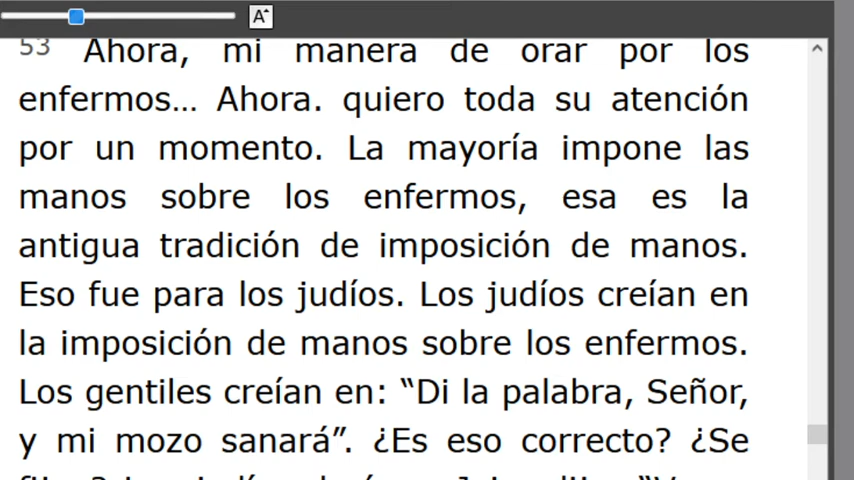 A
53 Ahora, mi manera de orar por los
enfermos... Ahora. quiero toda su atención
por un momento. La mayoría impone las
manos sobre los enfermos, esa es la
antigua tradición de imposición de manos.
Eso fue para los judíos. Los judíos creían en
la imposición de manos sobre los enfermos.
Los gentiles creían en: “Di la palabra, Señor,
y mi mozo sanará”. ¿Es eso correcto? ¿Se